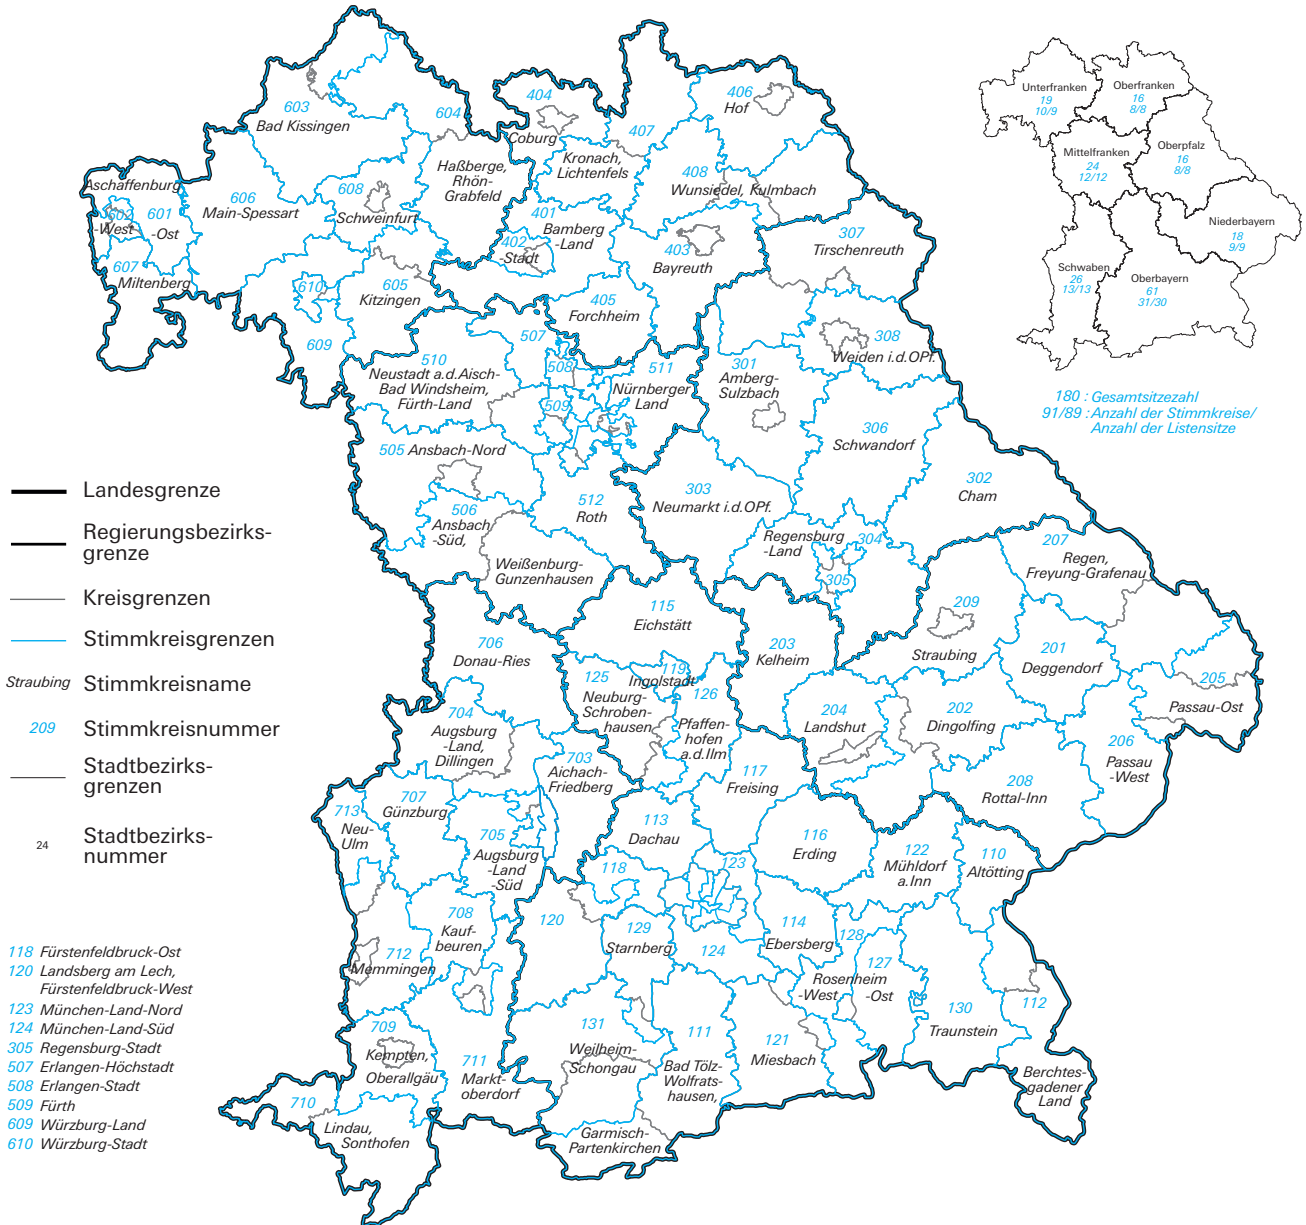 603
Bad Kissingen
604
404
Coburg
407
406
Hof
Kronach,
Lichtenfels
408
Wunsiedel, Kulmbach
Haßberge,
Rhön-
Grabfeld
Aschaffenburg
602
-West
601
-Ost
606
Main-Spessart
608
Schweinfurt
607
Miltenberg
401
Bamberg
-Land
402
-Stadt
403
Bayreuth
307
Tirschenreuth
610
605
Kitzingen
405
Forchheim
609
510
Neustadt a.d.Aisch-
Bad Windsheim,
Fürth-Land
507
508
509
511
Nürnberger
Land
308
Weiden i.d.OPf.
301
Amberg-
Sulzbach
306
Schwandorf
505 Ansbach-Nord
506
Ansbach
-Süd,
512
Roth
303
Neumarkt i.d.OPf.
302
Cham
Regensburg
-Land
304
305
Weißenburg-
Gunzenhausen
207
Regen,
Freyung-Grafenau
115
Eichstätt
209
Straubing
706
Donau-Ries
203
Kelheim
201
Deggendorf
119
Ingolstadt
125
Neuburg-
Schroben-
hausen
126
Pfaffen-
hofen
a.d.Ilm
205
Passau-Ost
704
Augsburg
-Land,
Dillingen
204
Landshut
202
Dingolfing
206
Passau
-West
703
Aichach-
Friedberg
117
Freising
208
Rottal-Inn
713
Neu-
Ulm
707
Günzburg
705
Augsburg
-Land
-Süd
113
Dachau
116
Erding
122
Mühldorf
a.Inn
110
Altötting
118
123
120
708
Kauf-
beuren
129
Starnberg
124
114
Ebersberg
128
Rosenheim
-West
127
-Ost
712
Memmingen
130
Traunstein
112
Berchtes-
gadener
Land
709
Kempten,
Oberallgäu
711
Markt-
oberdorf
131
Weilheim-
Schongau
111
Bad Tölz-
Wolfrats-
hausen,
121
Miesbach
710
Lindau,
Sonthofen
Garmisch-
Partenkirchen
Unterfranken
19
10/9
Oberfranken
16
8/8
Mittelfranken
24
12/12
Oberpfalz
16
8/8
Niederbayern
18
9/9
Schwaben
26
13/13
Oberbayern
61
31/30
180 : Gesamtsitzezahl
91/89 : Anzahl der Stimmkreise/
Anzahl der Listensitze
Landesgrenze
Regierungsbezirks-
grenze
Kreisgrenzen
Stimmkreisgrenzen
Straubing Stimmkreisname
209 Stimmkreisnummer
Stadtbezirks-
grenzen
24 Stadtbezirks-
nummer
118 Fürstenfeldbruck-Ost
120 Landsberg am Lech,
Fürstenfeldbruck-West
123 München-Land-Nord
124 München-Land-Süd
305 Regensburg-Stadt
507 Erlangen-Höchstadt
508 Erlangen-Stadt
509 Fürth
609 Würzburg-Land
610 Würzburg-Stadt